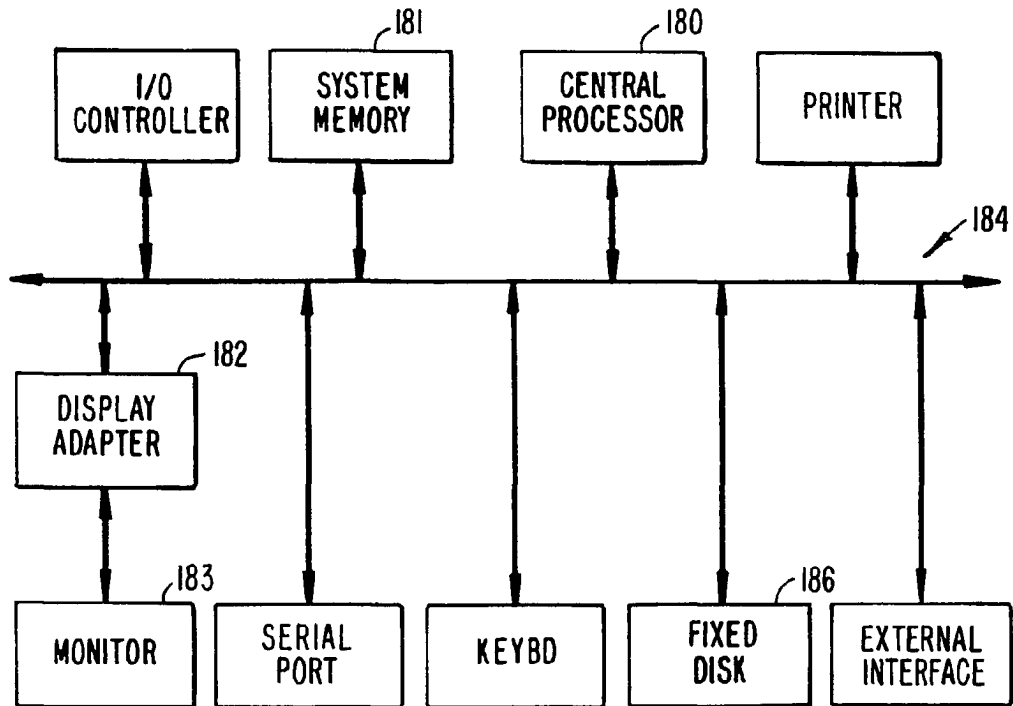 181
180
I/O
CONTROLLER
SYSTEM
MEMORY
CENTRAL
PROCESSOR
PRINTER
184
182
DISPLAY
ADAPTER
183
186
MONITOR
SERIAL
PORT
KEYBD
FIXED
DISK
EXTERNAL
INTERFACE